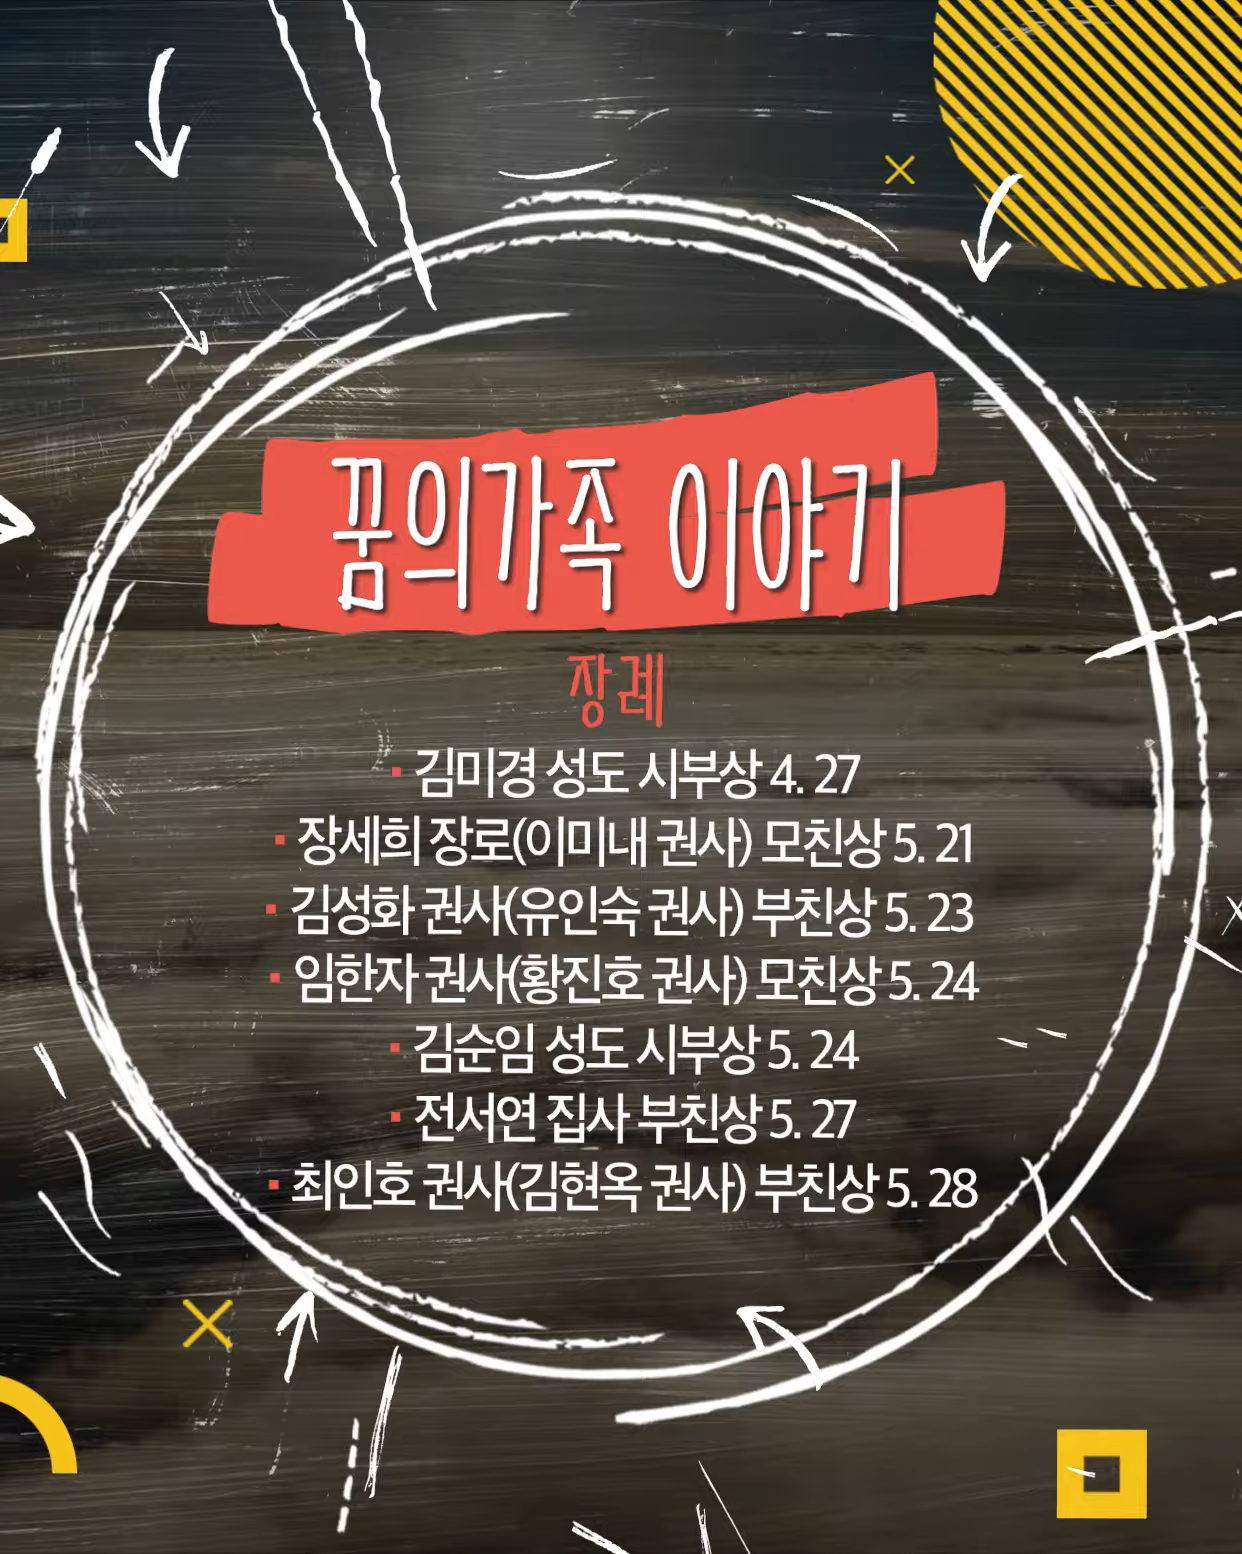 꿈의가족 이야기
장례
▪ 김미경 성도 시부상 4. 27
▪ 장세희 장로(이미내 권사) 모친상 5. 21
▪ 김성화 권사(유인숙 권사) 부친상 5. 23
▪ 임한자 권사(황진호 권사) 모친상 5. 24
▪ 김순임 성도 시부상 5. 24
▪ 전서연 집사 부친상 5. 27
▪ 최인호 권사(김현옥 권사) 부친상 5. 28